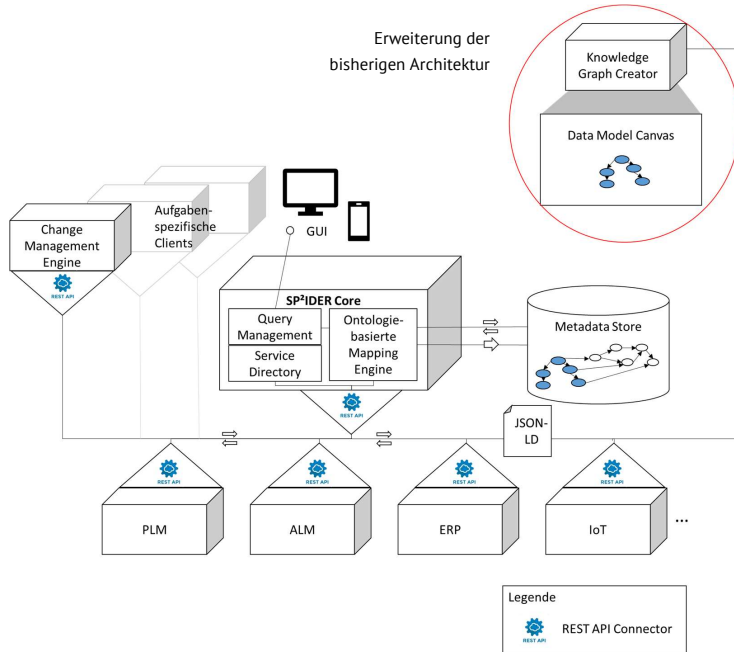 Erweiterung der
bisherigen Architektur
Knowledge
Graph Creator
Data Model Canvas
Aufgaben-
spezifische
Clients
Change
Management
Engine
REST API
GUI
SP²IDER Core
Query
Management
Service
Directory
Ontologie-
basierte
Mapping
Engine
REST API
Metadata Store
JSON-
LD
REST API
PLM
REST API
ALM
REST API
ERP
REST API
IoT
...
Legende
REST API
REST API Connector